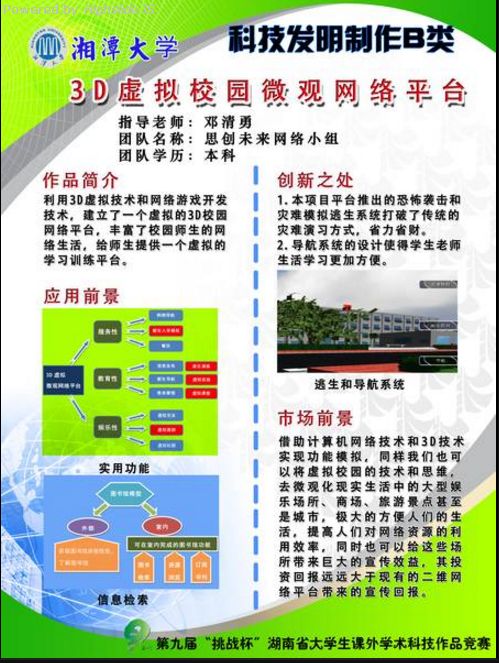 湘潭大学
科技发明制作B类
3D虚拟校园微观网络平台
指导老师：邓清勇
团队名称：思创未来网络小组
团队学历：本科
作品简介
利用3D虚拟技术和网络游戏开发
技术，建立了一个虚拟的3D校园
网络平台，丰富了校园师生的网
络生活，给师生提供一个虚拟的
学习训练平台。
应用前景
服务性
教育性
娱乐性
3D虚拟
微观网络平台
实用功能
图书馆模型
外部
室内
可在室内完成的图书馆功能
信息检索
创新之处
1.本项目平台推出的恐怖袭击和
灾难模拟逃生系统打破了传统的
灾难演习方式，省力省财。
2.导航系统的设计使得学生老师
生活学习更加方便。
逃生和导航系统
市场前景
借助计算机网络技术和3D技术
实现功能模拟，同样我们也可
以将虚拟校园的技术和思维，
去微观化现实生活中的大型娱
乐场所、商场、旅游景点甚至
是城市，极大的方便人们的生
活，提高人们对网络资源的利
用效率，同时也可以给这些场
所带来巨大的宣传效益，其投
资回报远远大于现有的二维网
络平台带来的宣传回报。
第九届“挑战杯”湖南省大学生课外学术科技作品竞赛